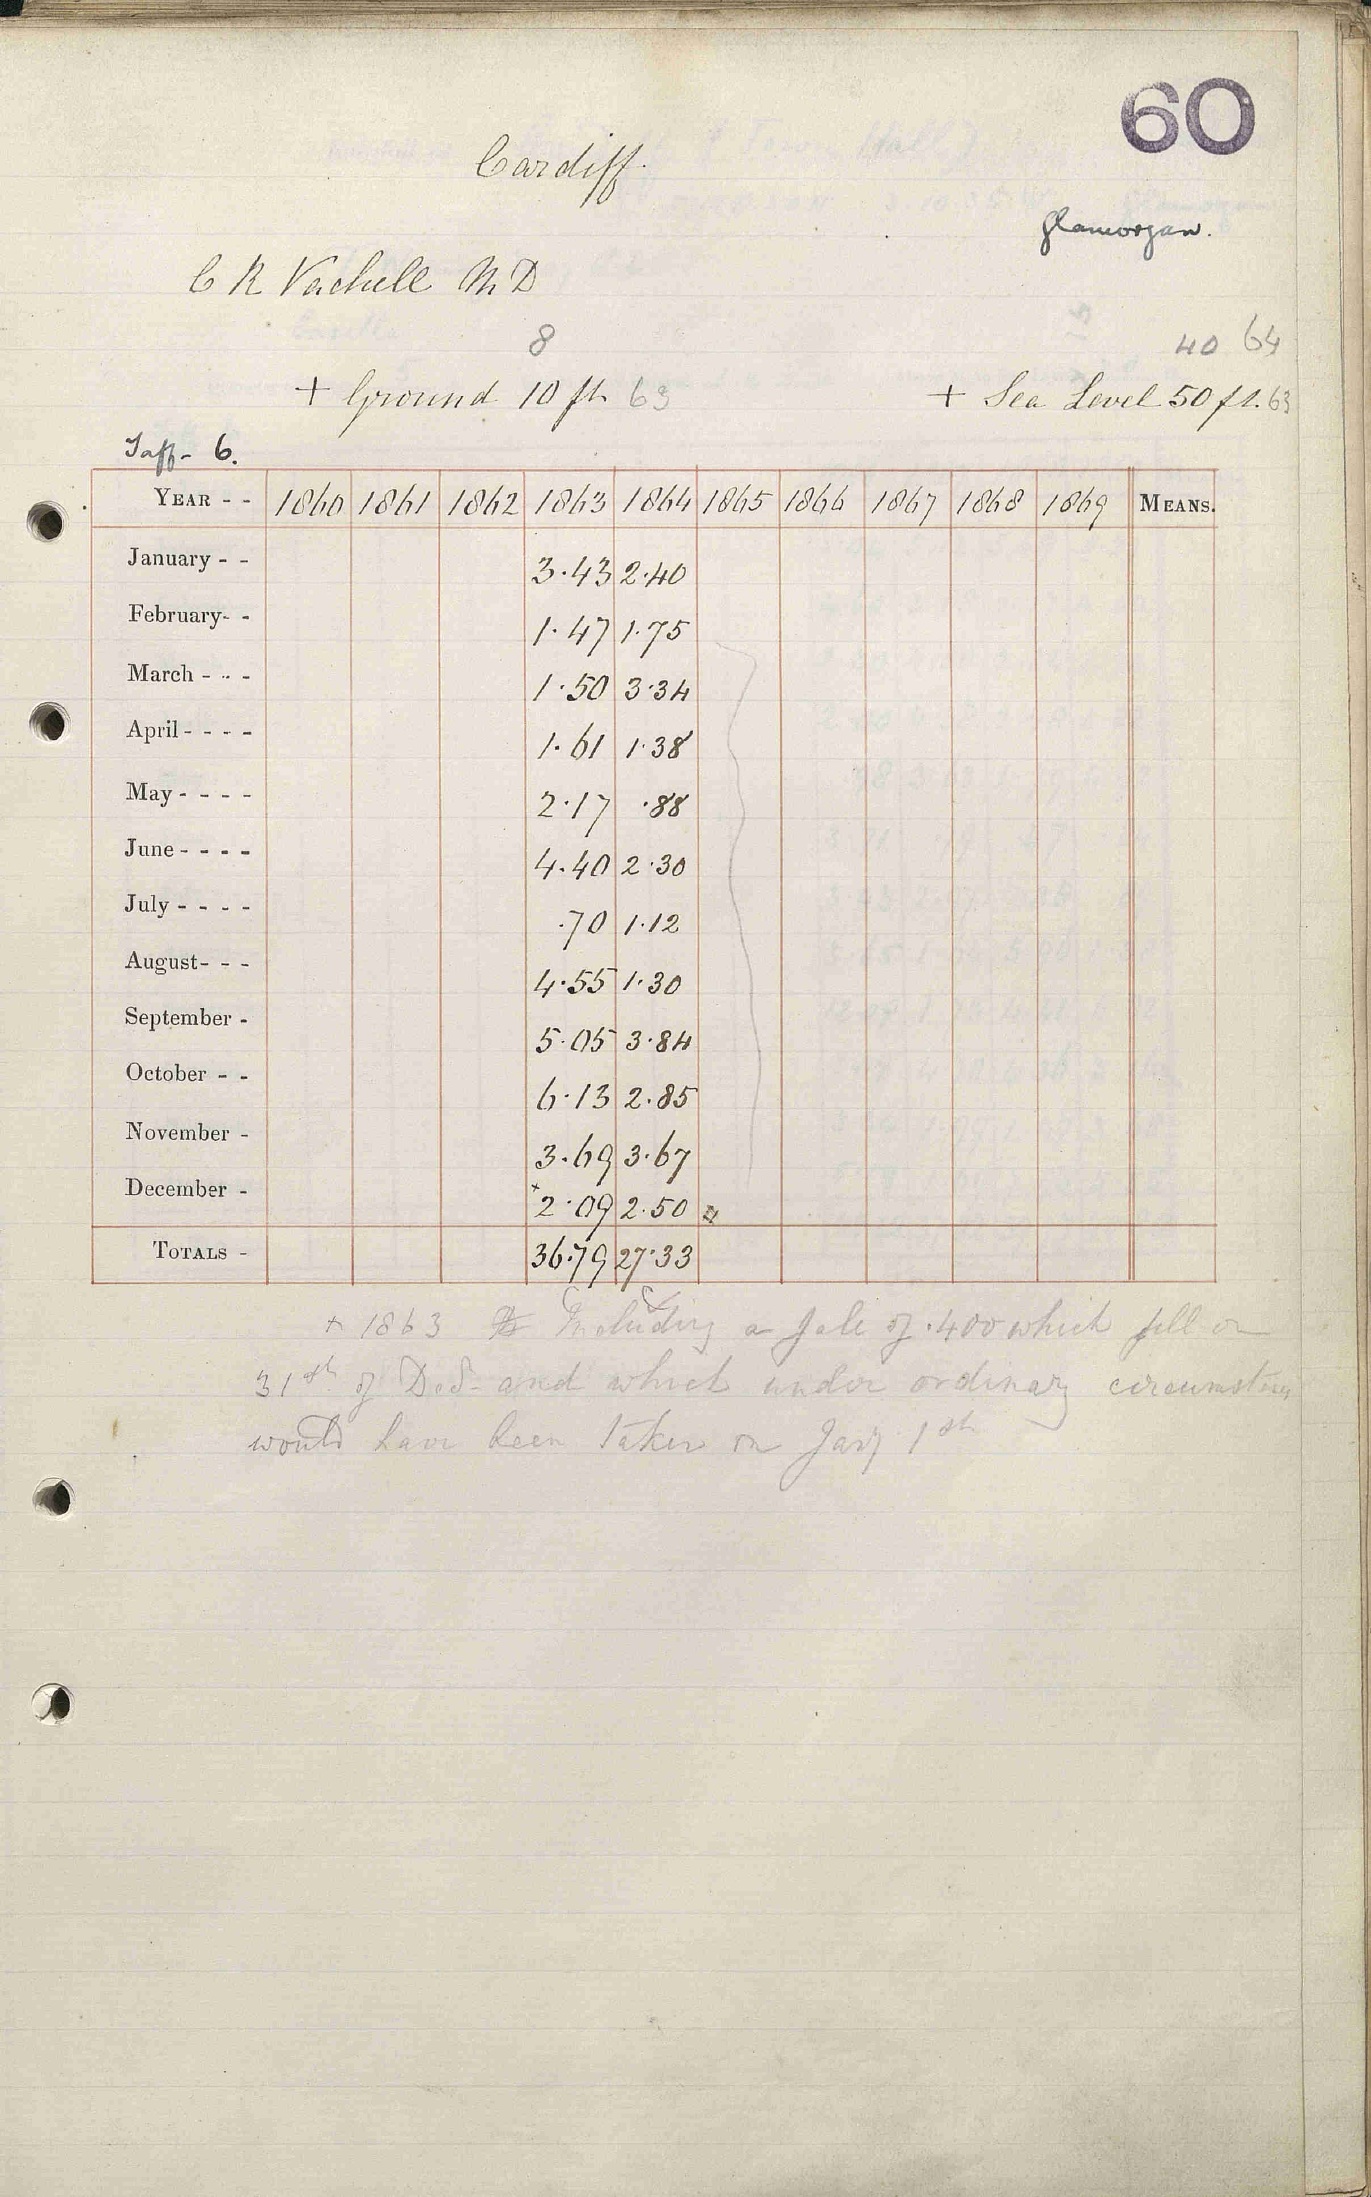 60
Cardiff.
Glamorgan.
C R Vachell M D
8 40 64
+ Ground 10 ft 63 + Sea Level 50 ft. 63
Taff - 6.
YEAR - - 1860 1861 1862 1863 1864 1865 1866 1867 1868 1869 MEANS.
January - - 3.43 2.40
February - - 1.47 1.75
March - - - 1.50 3.34
April - - - - 1.61 1.38
May - - - - 2.17 .88
June - - - - 4.40 2.30
July - - - - .70 1.12
August - - - 4.55 1.30
September - 5.05 3.84
October - - 6.13 2.85
November - 3.69 3.67
December - +2.09 2.50
TOTALS - 36.79 27.33
+ 1863 Including a fall of .400 which fell on
31st of Dec and which under ordinary
would have been taken on Jany 1st